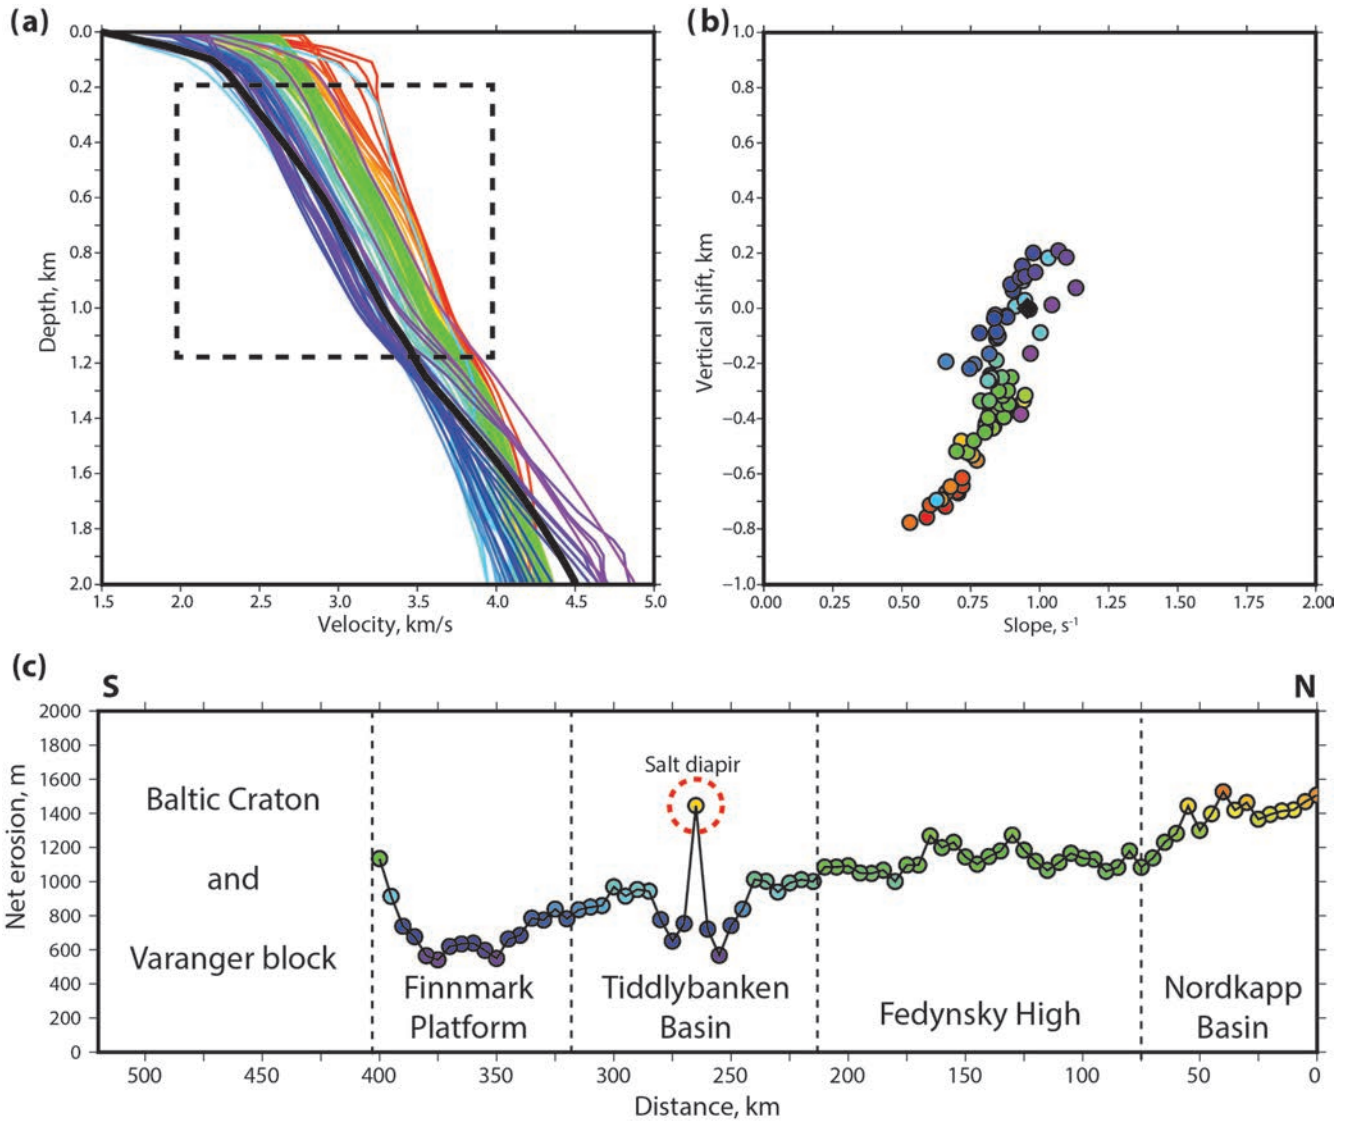 (a)
0.0
0.2
0.4
0.6
0.8
1.0
1.2
1.4
1.6
1.8
2.0
Depth, km
1.5 2.0 2.5 3.0 3.5 4.0 4.5 5.0
Velocity, km/s
(b)
1.0
0.8
0.6
0.4
0.2
0.0
−0.2
−0.4
−0.6
−0.8
−1.0
Vertical shift, km
0.00 0.25 0.50 0.75 1.00 1.25 1.50 1.75 2.00
Slope, s⁻¹
(c)
S
N
2000
1800
1600
1400
1200
1000
800
600
400
200
0
Net erosion, m
Salt diapir
Baltic Craton
and
Varanger block
Finnmark
Platform
Tiddlybanken
Basin
Fedynsky High
Nordkapp
Basin
500 450 400 350 300 250 200 150 100 50 0
Distance, km